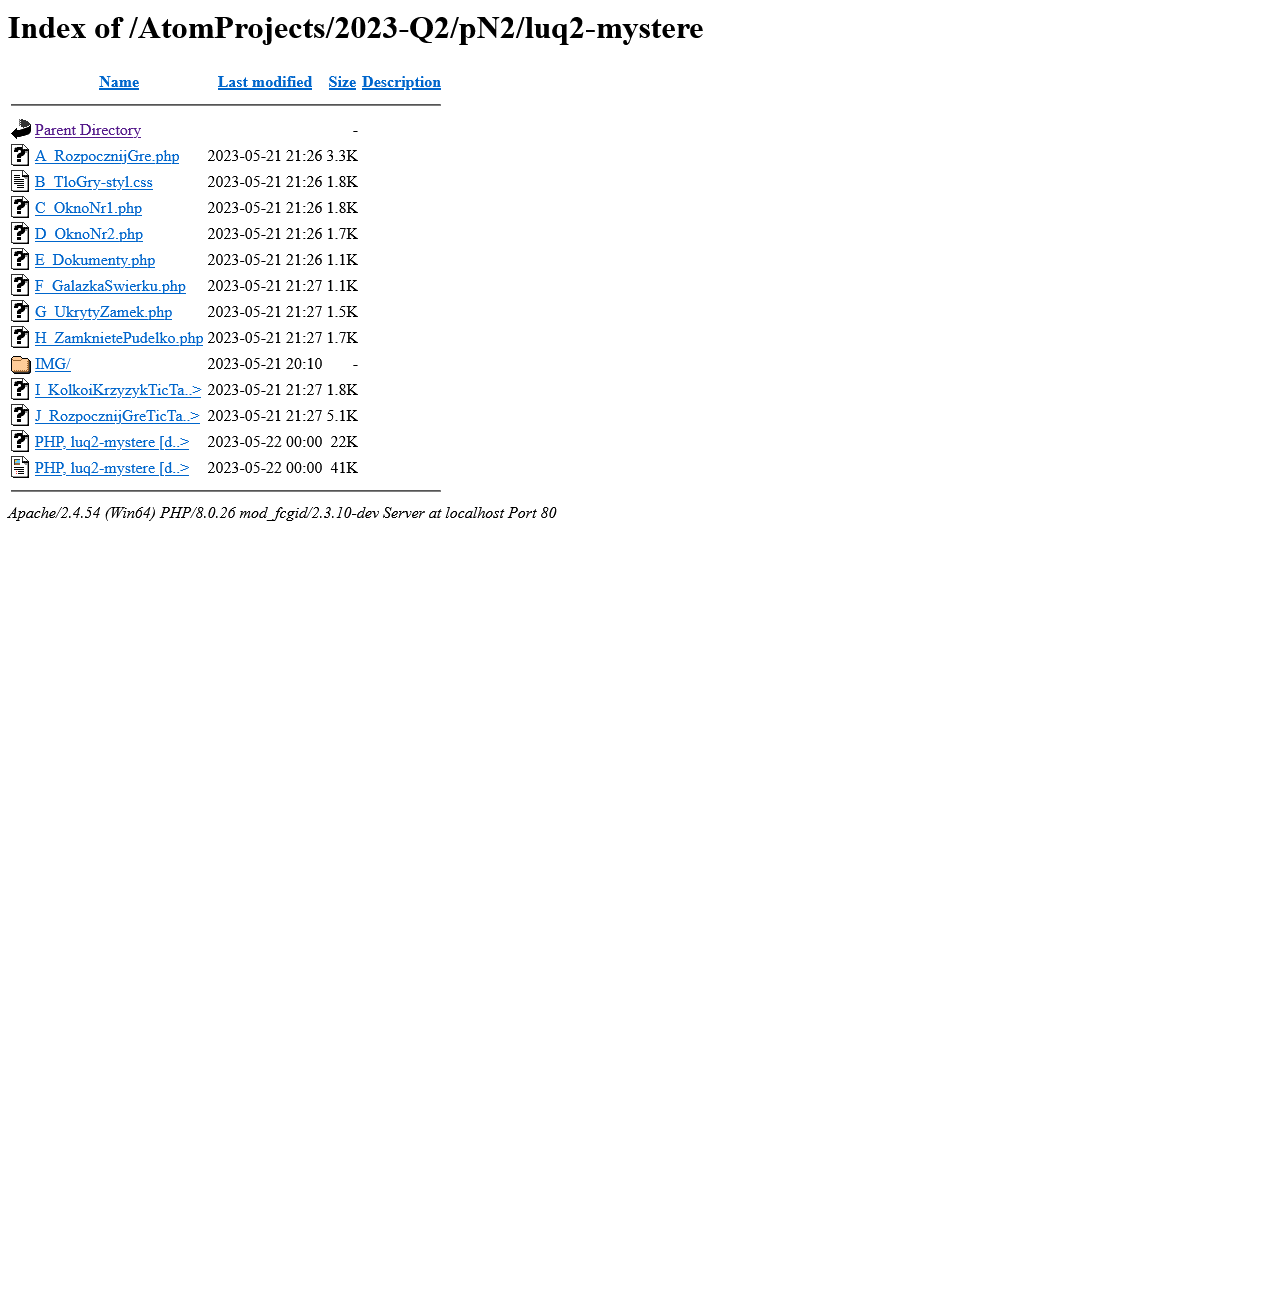 Index of /AtomProjects/2023-Q2/pN2/luq2-mystere
Name Last modified Size Description
Parent Directory -
A_RozpocznijGre.php 2023-05-21 21:26 3.3K
B_TloGry-styl.css 2023-05-21 21:26 1.8K
C_OknoNr1.php 2023-05-21 21:26 1.8K
D_OknoNr2.php 2023-05-21 21:26 1.7K
E_Dokumenty.php 2023-05-21 21:26 1.1K
F_GalazkaSwierku.php 2023-05-21 21:27 1.1K
G_UkrytyZamek.php 2023-05-21 21:27 1.5K
H_ZamknietePudelko.php 2023-05-21 21:27 1.7K
IMG/ 2023-05-21 20:10 -
I_KolkoiKrzyzykTicTa..> 2023-05-21 21:27 1.8K
J_RozpocznijGreTicTa..> 2023-05-21 21:27 5.1K
PHP, luq2-mystere [d..> 2023-05-22 00:00 22K
PHP, luq2-mystere [d..> 2023-05-22 00:00 41K
Apache/2.4.54 (Win64) PHP/8.0.26 mod_fcgid/2.3.10-dev Server at localhost Port 80